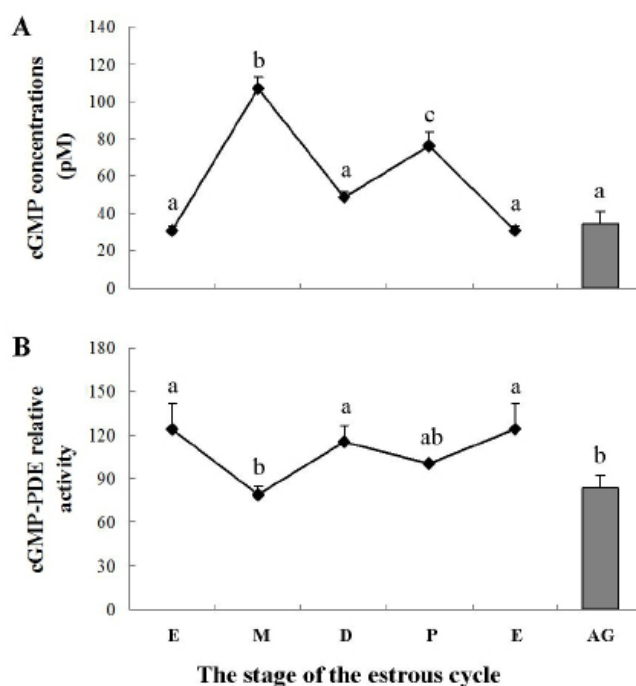 A
cGMP concentrations
(pM)
140
120
100
80
60
40
20
0
a
b
a
c
a
a
B
cGMP-PDE relative
activity
180
150
120
90
60
30
0
a
b
a
ab
a
b
E M D P E AG
The stage of the estrous cycle